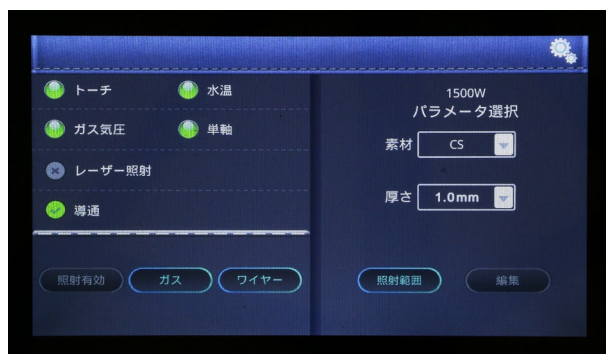 トーチ 水温
ガス気圧 単軸
レーザー照射
導通
照射有効 ガス ワイヤー
1500W
パラメータ選択
素材 CS
厚さ 1.0mm
照射範囲 編集